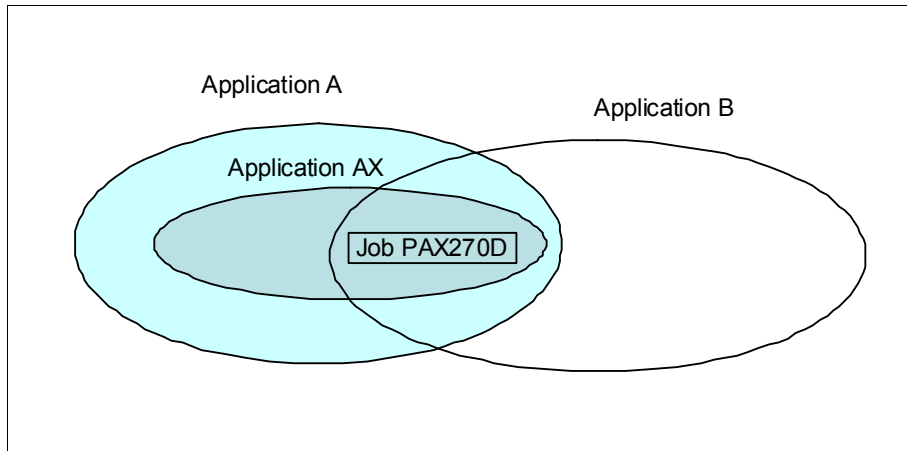 Application A
Application B
Application AX
Job PAX270D